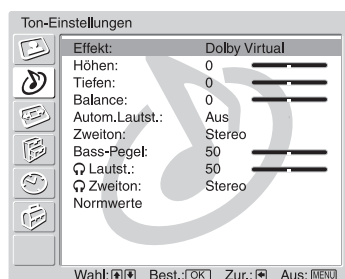 Ton-Einstellungen
Effekt: Dolby Virtual
Höhen: 0
Tiefen: 0
Balance: 0
Autom.Lautst.: Aus
Zweiton: Stereo
Bass-Pegel: 50
Lautst.: 50
Zweiton: Stereo
Normwerte
Wahl: Best.: OK Zur.: Aus: MENU